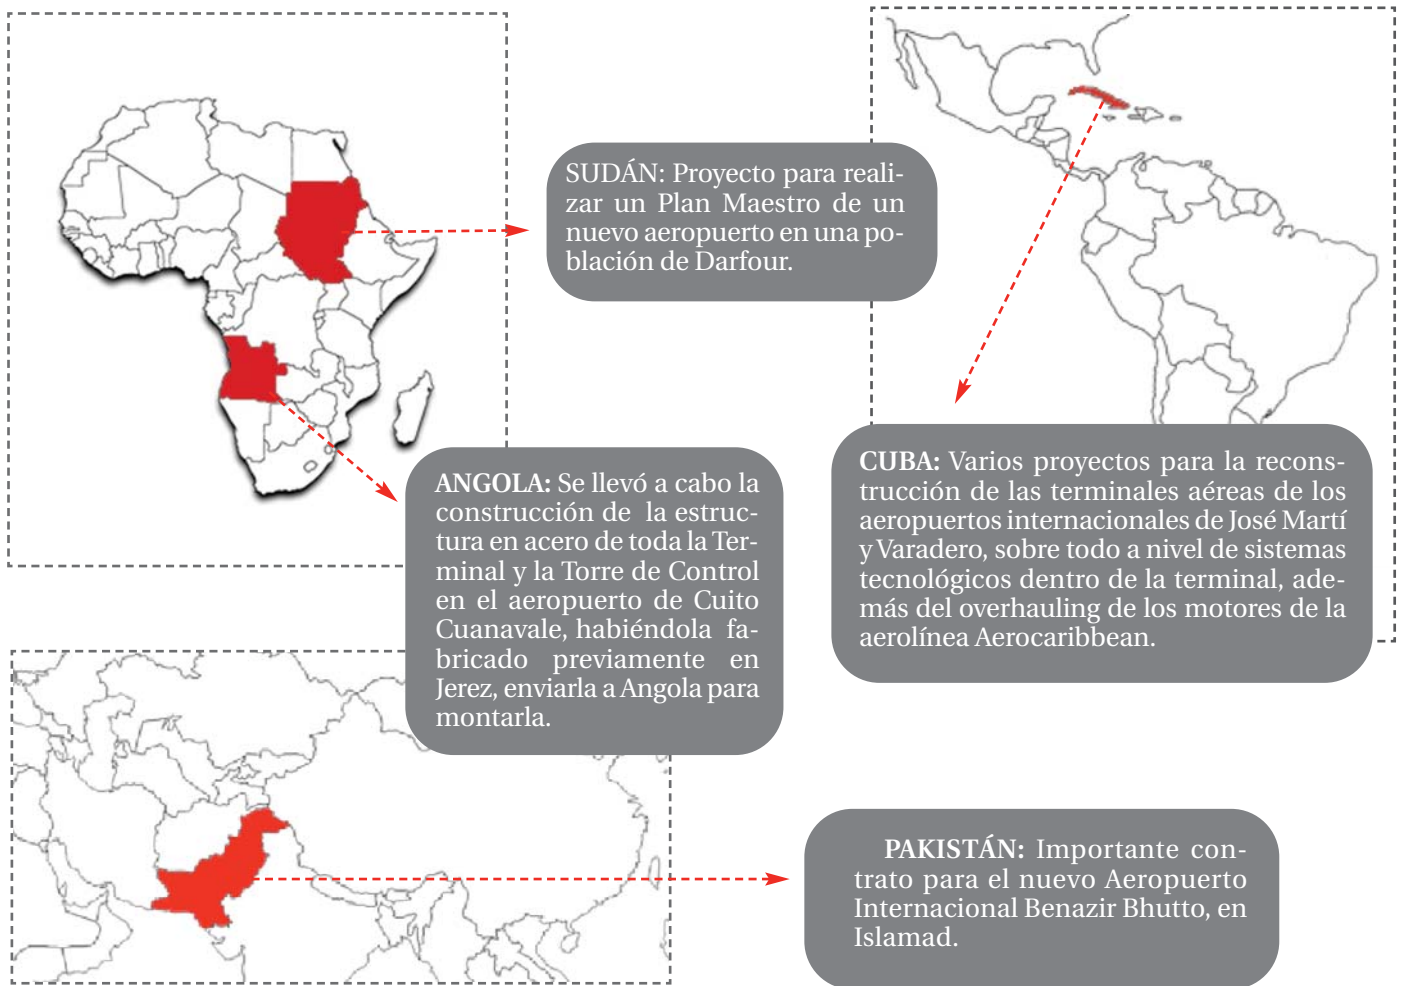 SUDÁN: Proyecto para reali-
zar un Plan Maestro de un
nuevo aeropuerto en una po-
blación de Darfour.
ANGOLA: Se llevó a cabo la
construcción de la estruc-
tura en acero de toda la Ter-
minal y la Torre de Control
en el aeropuerto de Cuito
Cuanavale, habiéndola fa-
bricado previamente en
Jerez, enviarla a Angola para
montarla.
CUBA: Varios proyectos para la recons-
trucción de las terminales aéreas de los
aeropuertos internacionales de José Martí
y Varadero, sobre todo a nivel de sistemas
tecnológicos dentro de la terminal, ade-
más del overhauling de los motores de la
aerolínea Aerocaribbean.
PAKISTÁN: Importante con-
trato para el nuevo Aeropuerto
Internacional Benazir Bhutto, en
Islamad.